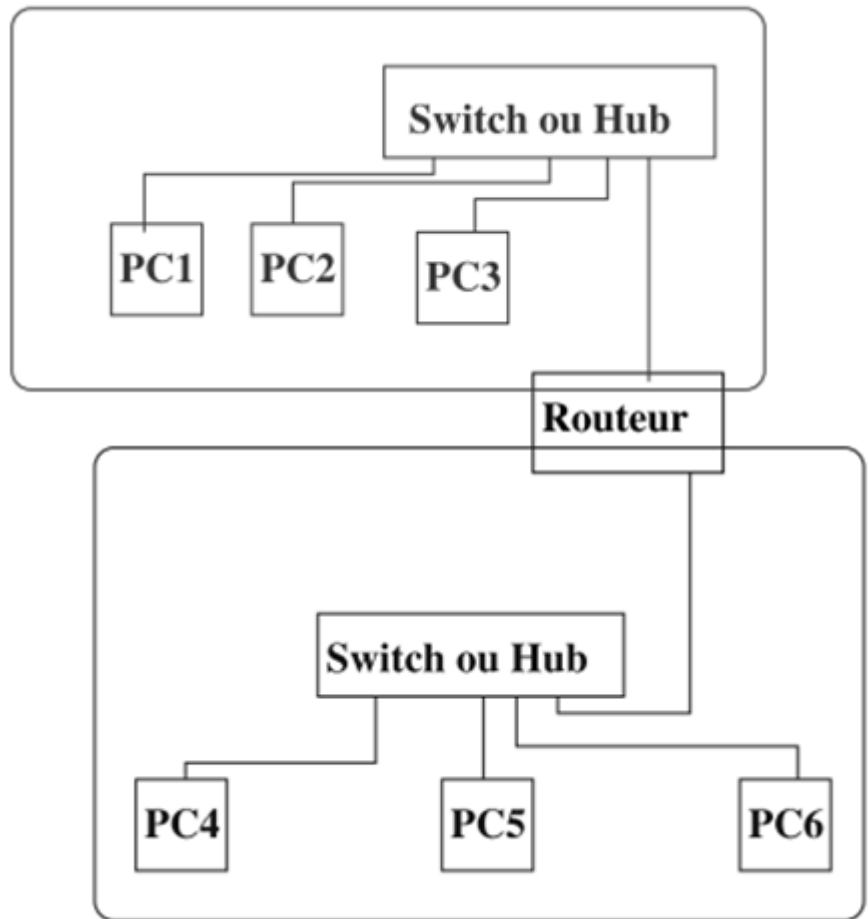 Switch ou Hub
PC1
PC2
PC3
Routeur
Switch ou Hub
PC4
PC5
PC6